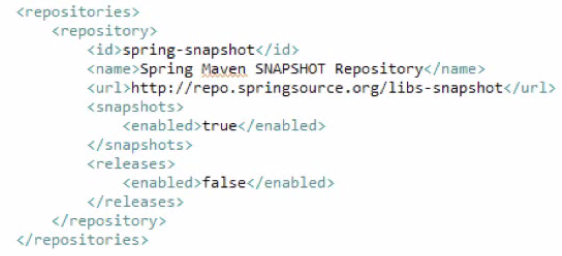 <repositories>
<repository>
<id>spring-snapshot</id>
<name>Spring Maven SNAPSHOT Repository</name>
<url>http://repo.springsource.org/libs-snapshot</url>
<snapshots>
<enabled>true</enabled>
</snapshots>
<releases>
<enabled>false</enabled>
</releases>
</repository>
</repositories>